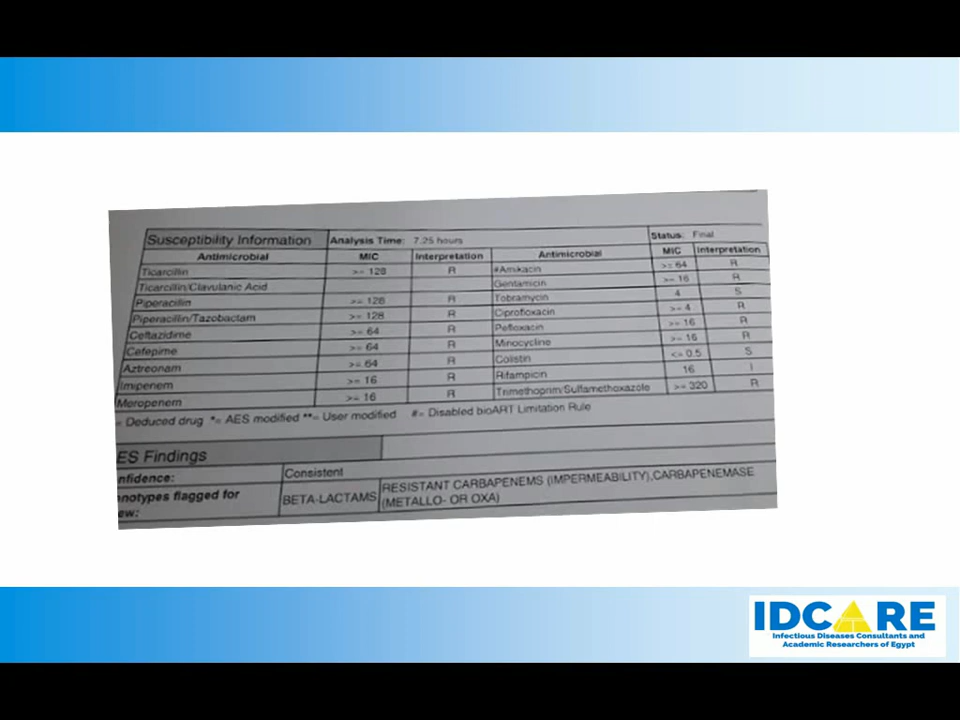 Susceptibility Information Analysis Time: 7.25 hours Status: Final
Antimicrobial MIC Interpretation Antimicrobial MIC Interpretation
Ticarcillin >= 128 R #Amikacin >= 64 R
Ticarcillin/Clavulanic Acid Gentamicin >= 16 R
Piperacillin >= 128 R Tobramycin 4 S
Piperacillin/Tazobactam >= 128 R Ciprofloxacin >= 4 R
Ceftazidime >= 64 R Pefloxacin >= 16 R
Cefepime >= 64 R Minocycline >= 16 R
Aztreonam >= 64 R Colistin <= 0.5 S
Imipenem >= 16 R Rifampicin 16 I
Meropenem >= 16 R Trimethoprim/Sulfamethoxazole >= 320 R
= Deduced drug *= AES modified **= User modified #= Disabled bioART Limitation Rule
ES Findings
nfidence: Consistent
notypes flagged for
ew:
BETA-LACTAMS
RESISTANT CARBAPENEMS (IMPERMEABILITY),CARBAPENEMASE
(METALLO- OR OXA)
IDCARE
Infectious Diseases Consultants and
Academic Researchers of Egypt